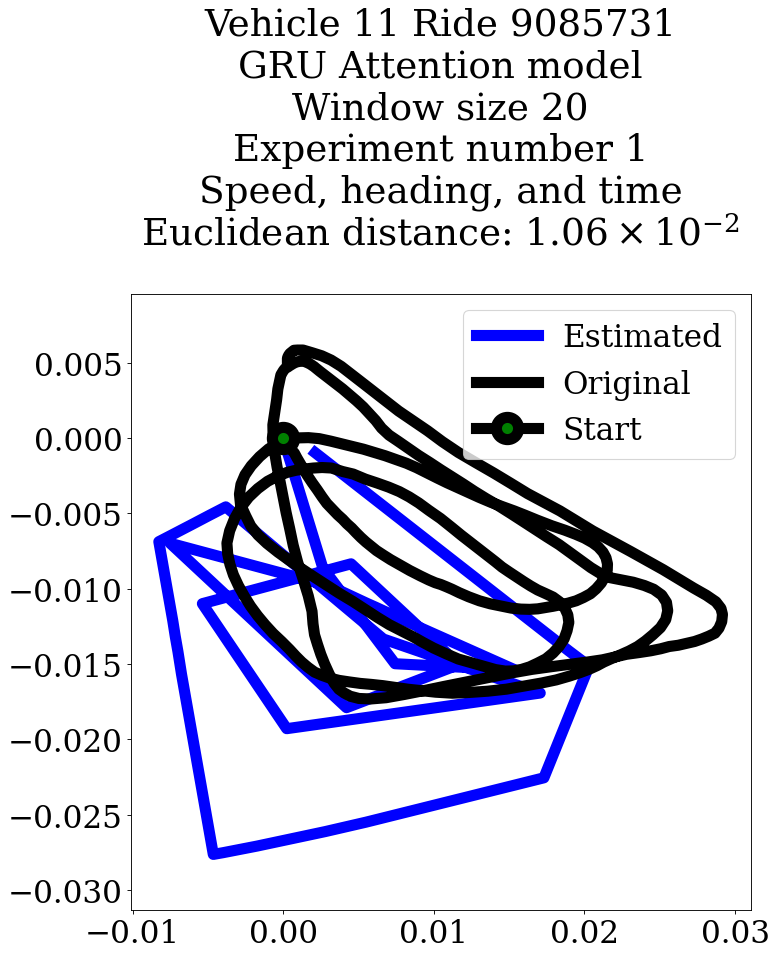 Vehicle 11 Ride 9085731
GRU Attention model
Window size 20
Experiment number 1
Speed, heading, and time
Euclidean distance: 1.06 × 10⁻²
Estimated
Original
Start
0.005
0.000
−0.005
−0.010
−0.015
−0.020
−0.025
−0.030
−0.01 0.00 0.01 0.02 0.03